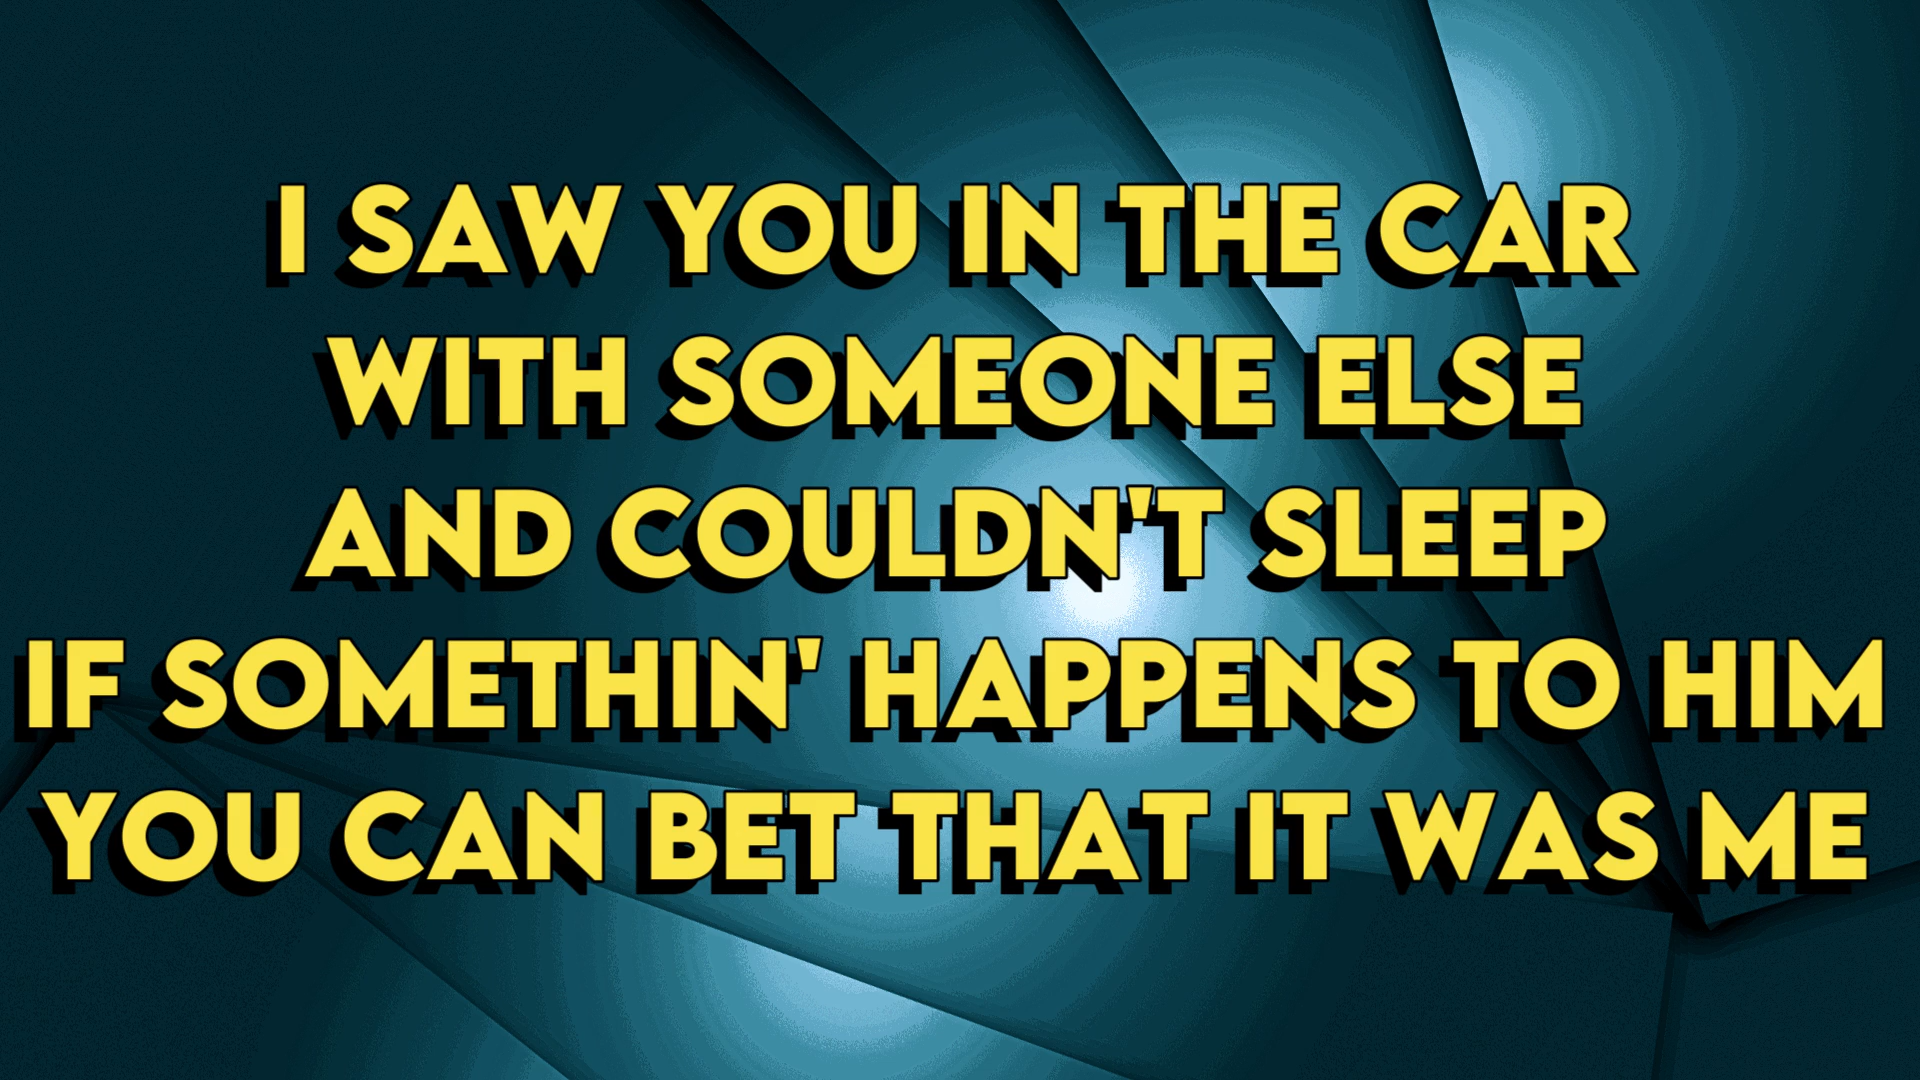 I SAW YOU IN THE CAR
WITH SOMEONE ELSE
AND COULDN'T SLEEP
IF SOMETHIN' HAPPENS TO HIM
YOU CAN BET THAT IT WAS ME